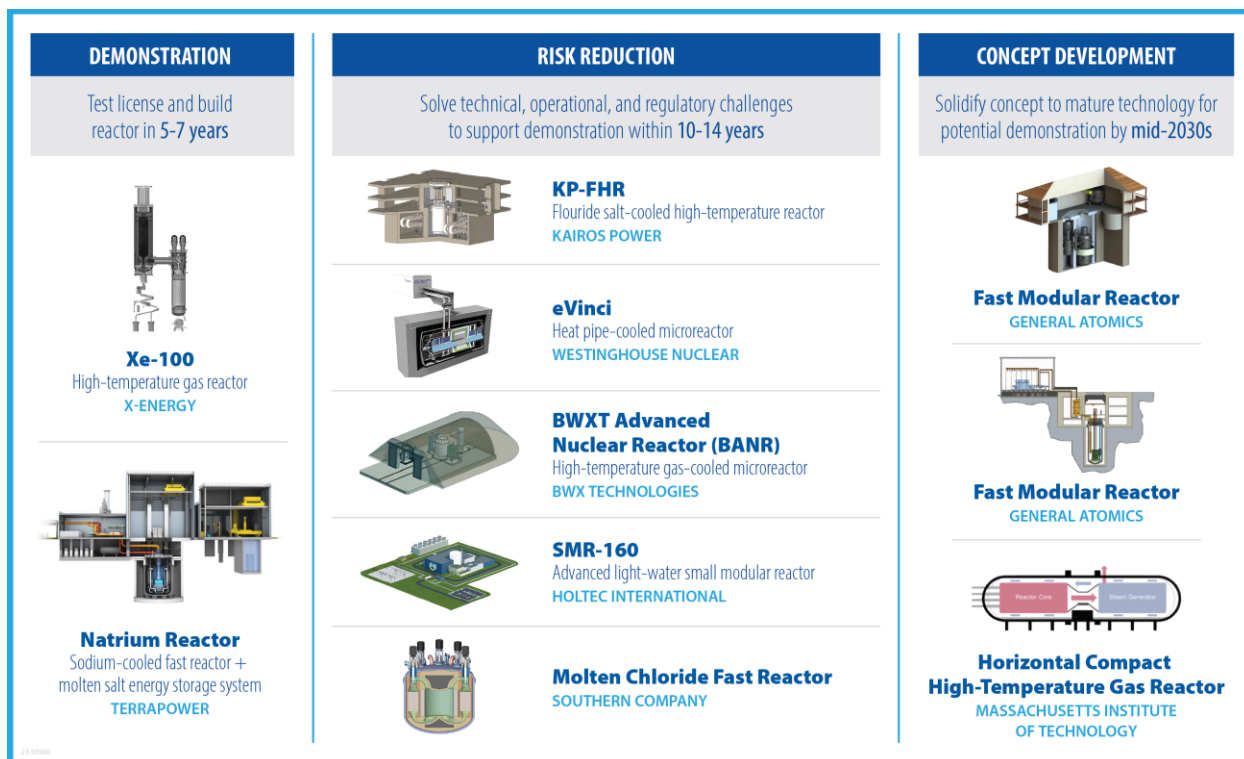 DEMONSTRATION
Test license and build
reactor in 5-7 years
Xe-100
High-temperature gas reactor
X-ENERGY
Natrium Reactor
Sodium-cooled fast reactor +
molten salt energy storage system
TERRAPOWER
RISK REDUCTION
Solve technical, operational, and regulatory challenges
to support demonstration within 10-14 years
KP-FHR
Flouride salt-cooled high-temperature reactor
KAIROS POWER
eVinci
Heat pipe-cooled microreactor
WESTINGHOUSE NUCLEAR
BWXT Advanced
Nuclear Reactor (BANR)
High-temperature gas-cooled microreactor
BWX TECHNOLOGIES
SMR-160
Advanced light-water small modular reactor
HOLTEC INTERNATIONAL
Molten Chloride Fast Reactor
SOUTHERN COMPANY
CONCEPT DEVELOPMENT
Solidify concept to mature technology for
potential demonstration by mid-2030s
Fast Modular Reactor
GENERAL ATOMICS
Fast Modular Reactor
GENERAL ATOMICS
Reactor Core
Steam Generator
Horizontal Compact
High-Temperature Gas Reactor
MASSACHUSETTS INSTITUTE
OF TECHNOLOGY